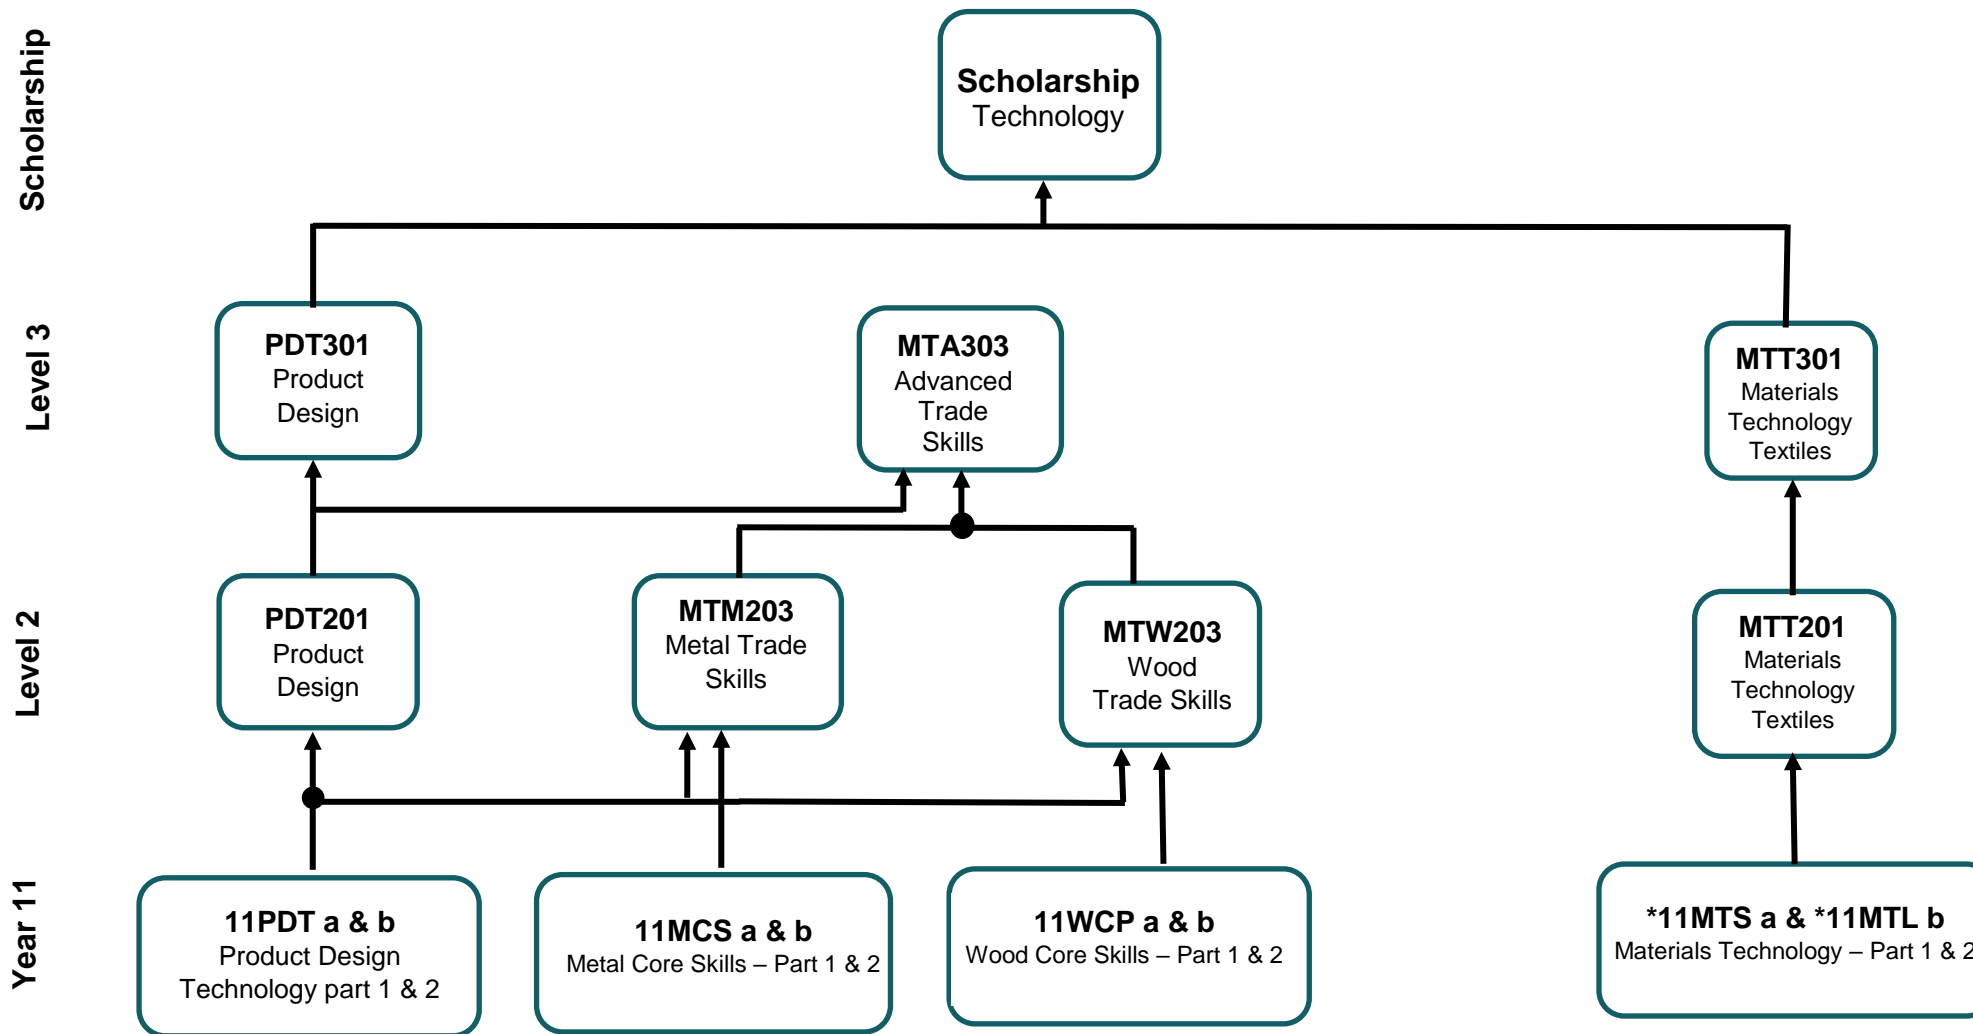 Scholarship
Scholarship
Technology
Level 3
PDT301
Product
Design
MTA303
Advanced
Trade
Skills
MTT301
Materials
Technology
Textiles
Level 2
PDT201
Product
Design
MTM203
Metal Trade
Skills
MTW203
Wood
Trade Skills
MTT201
Materials
Technology
Textiles
Year 11
11PDT a & b
Product Design
Technology part 1 & 2
11MCS a & b
Metal Core Skills – Part 1 & 2
11WCP a & b
Wood Core Skills – Part 1 & 2
*11MTS a & *11MTL b
Materials Technology – Part 1 & 2